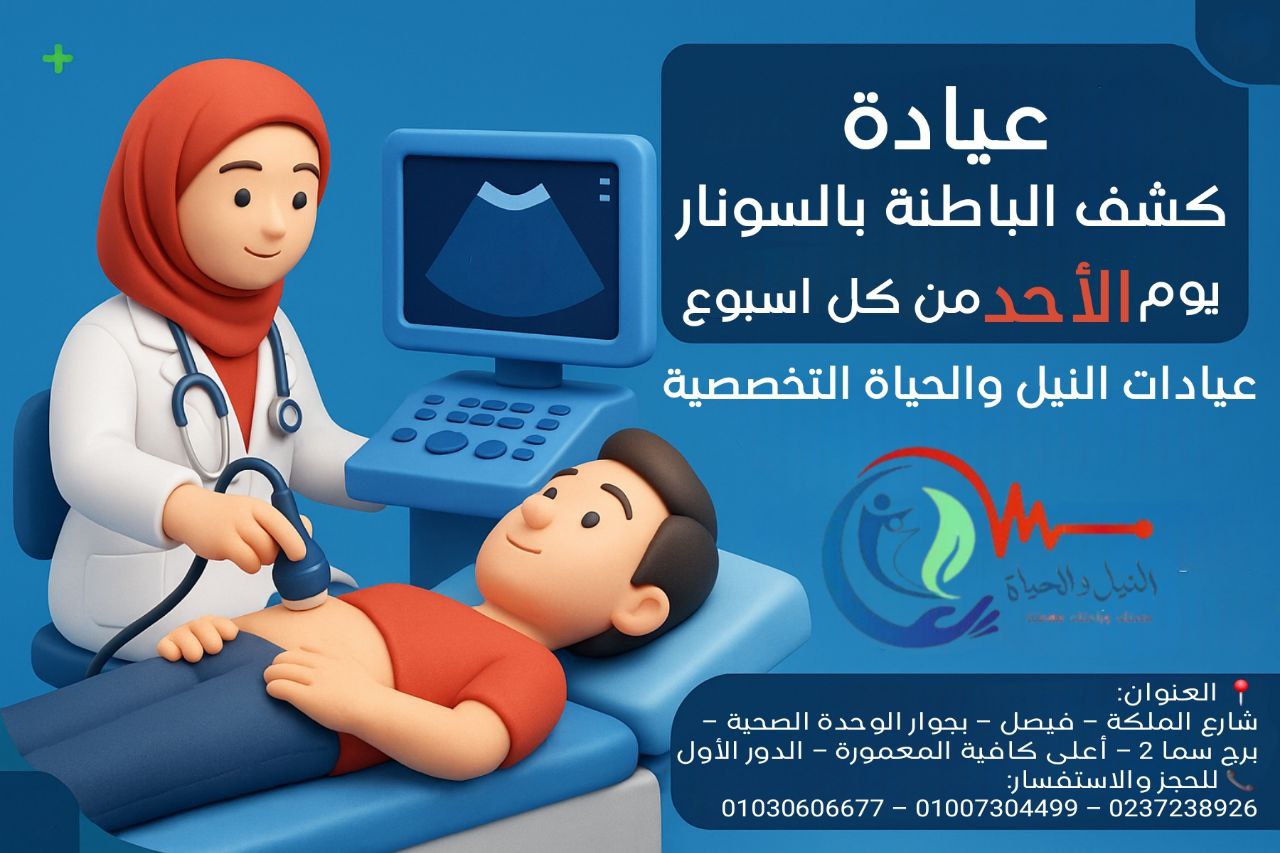 عيادة
كشف الباطنة بالسونار
يوم الأحد من كل اسبوع
عيادات النيل والحياة التخصصية
النيل والحياة
📍 العنوان:
شارع الملكة – فيصل – بجوار الوحدة الصحية –
برج سما 2 – أعلى كافية المعمورة – الدور الأول
📞 للحجز والاستفسار:
01030606677 – 01007304499 – 0237238926